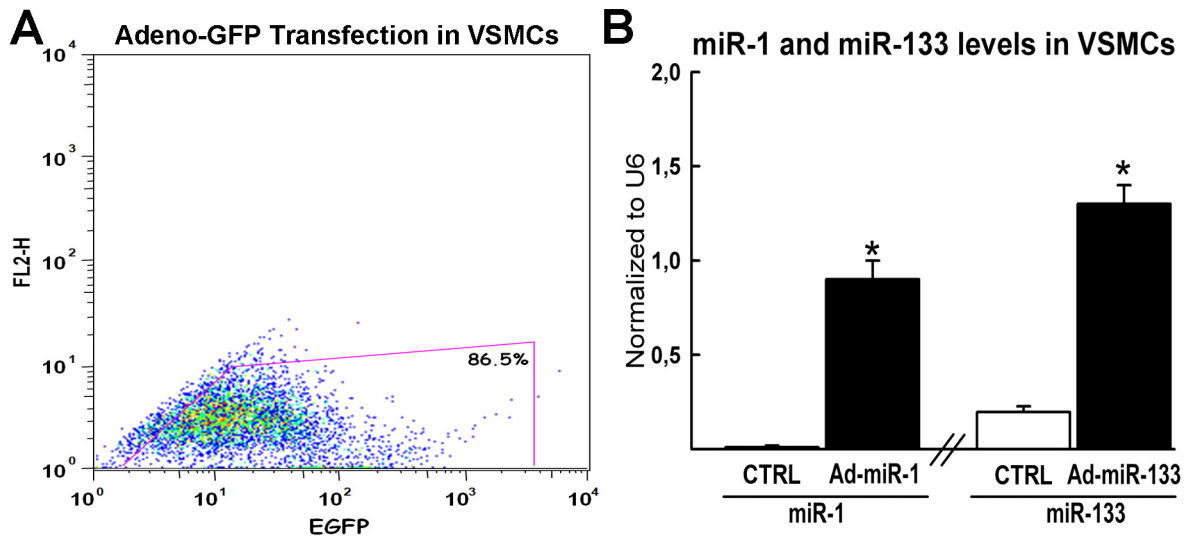 A
Adeno-GFP Transfection in VSMCs
10^4
10^3
10^2
10^1
10^0
FL2-H
86.5%
10^0 10^1 10^2 10^3 10^4
EGFP
B
miR-1 and miR-133 levels in VSMCs
2,0
1,5
1,0
0,5
Normalized to U6
*
*
CTRL Ad-miR-1 CTRL Ad-miR-133
miR-1 miR-133